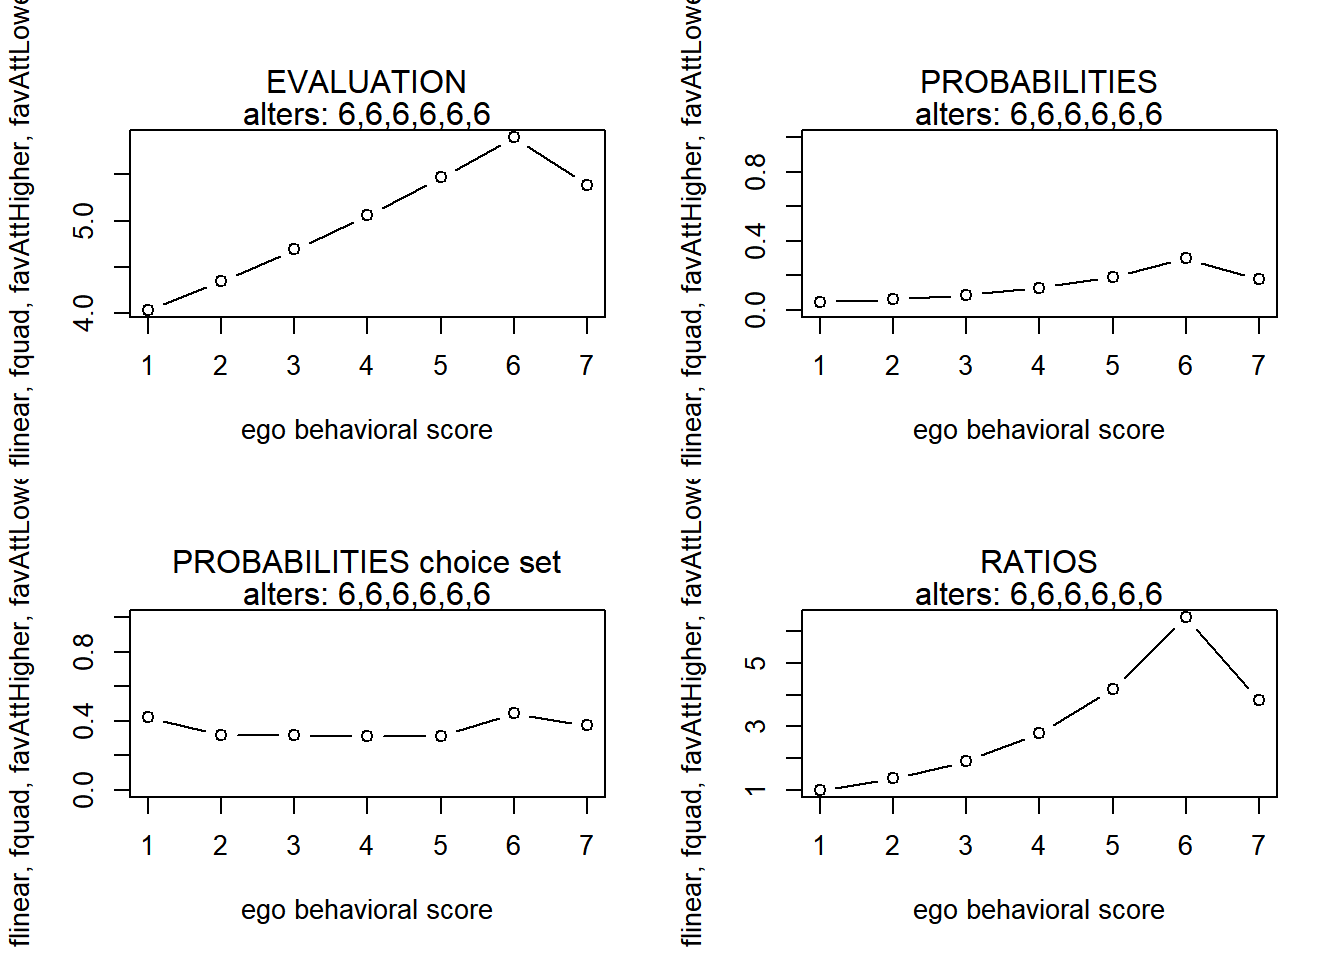 EVALUATION
alters: 6,6,6,6,6,6
flinear, fquad, favAttHigher, favAttLowe
4.0 5.0
1 2 3 4 5 6 7
ego behavioral score
PROBABILITIES
alters: 6,6,6,6,6,6
flinear, fquad, favAttHigher, favAttLowe
0.0 0.4 0.8
1 2 3 4 5 6 7
ego behavioral score
PROBABILITIES choice set
alters: 6,6,6,6,6,6
flinear, fquad, favAttHigher, favAttLowe
0.0 0.4 0.8
1 2 3 4 5 6 7
ego behavioral score
RATIOS
alters: 6,6,6,6,6,6
flinear, fquad, favAttHigher, favAttLowe
1 3 5
1 2 3 4 5 6 7
ego behavioral score